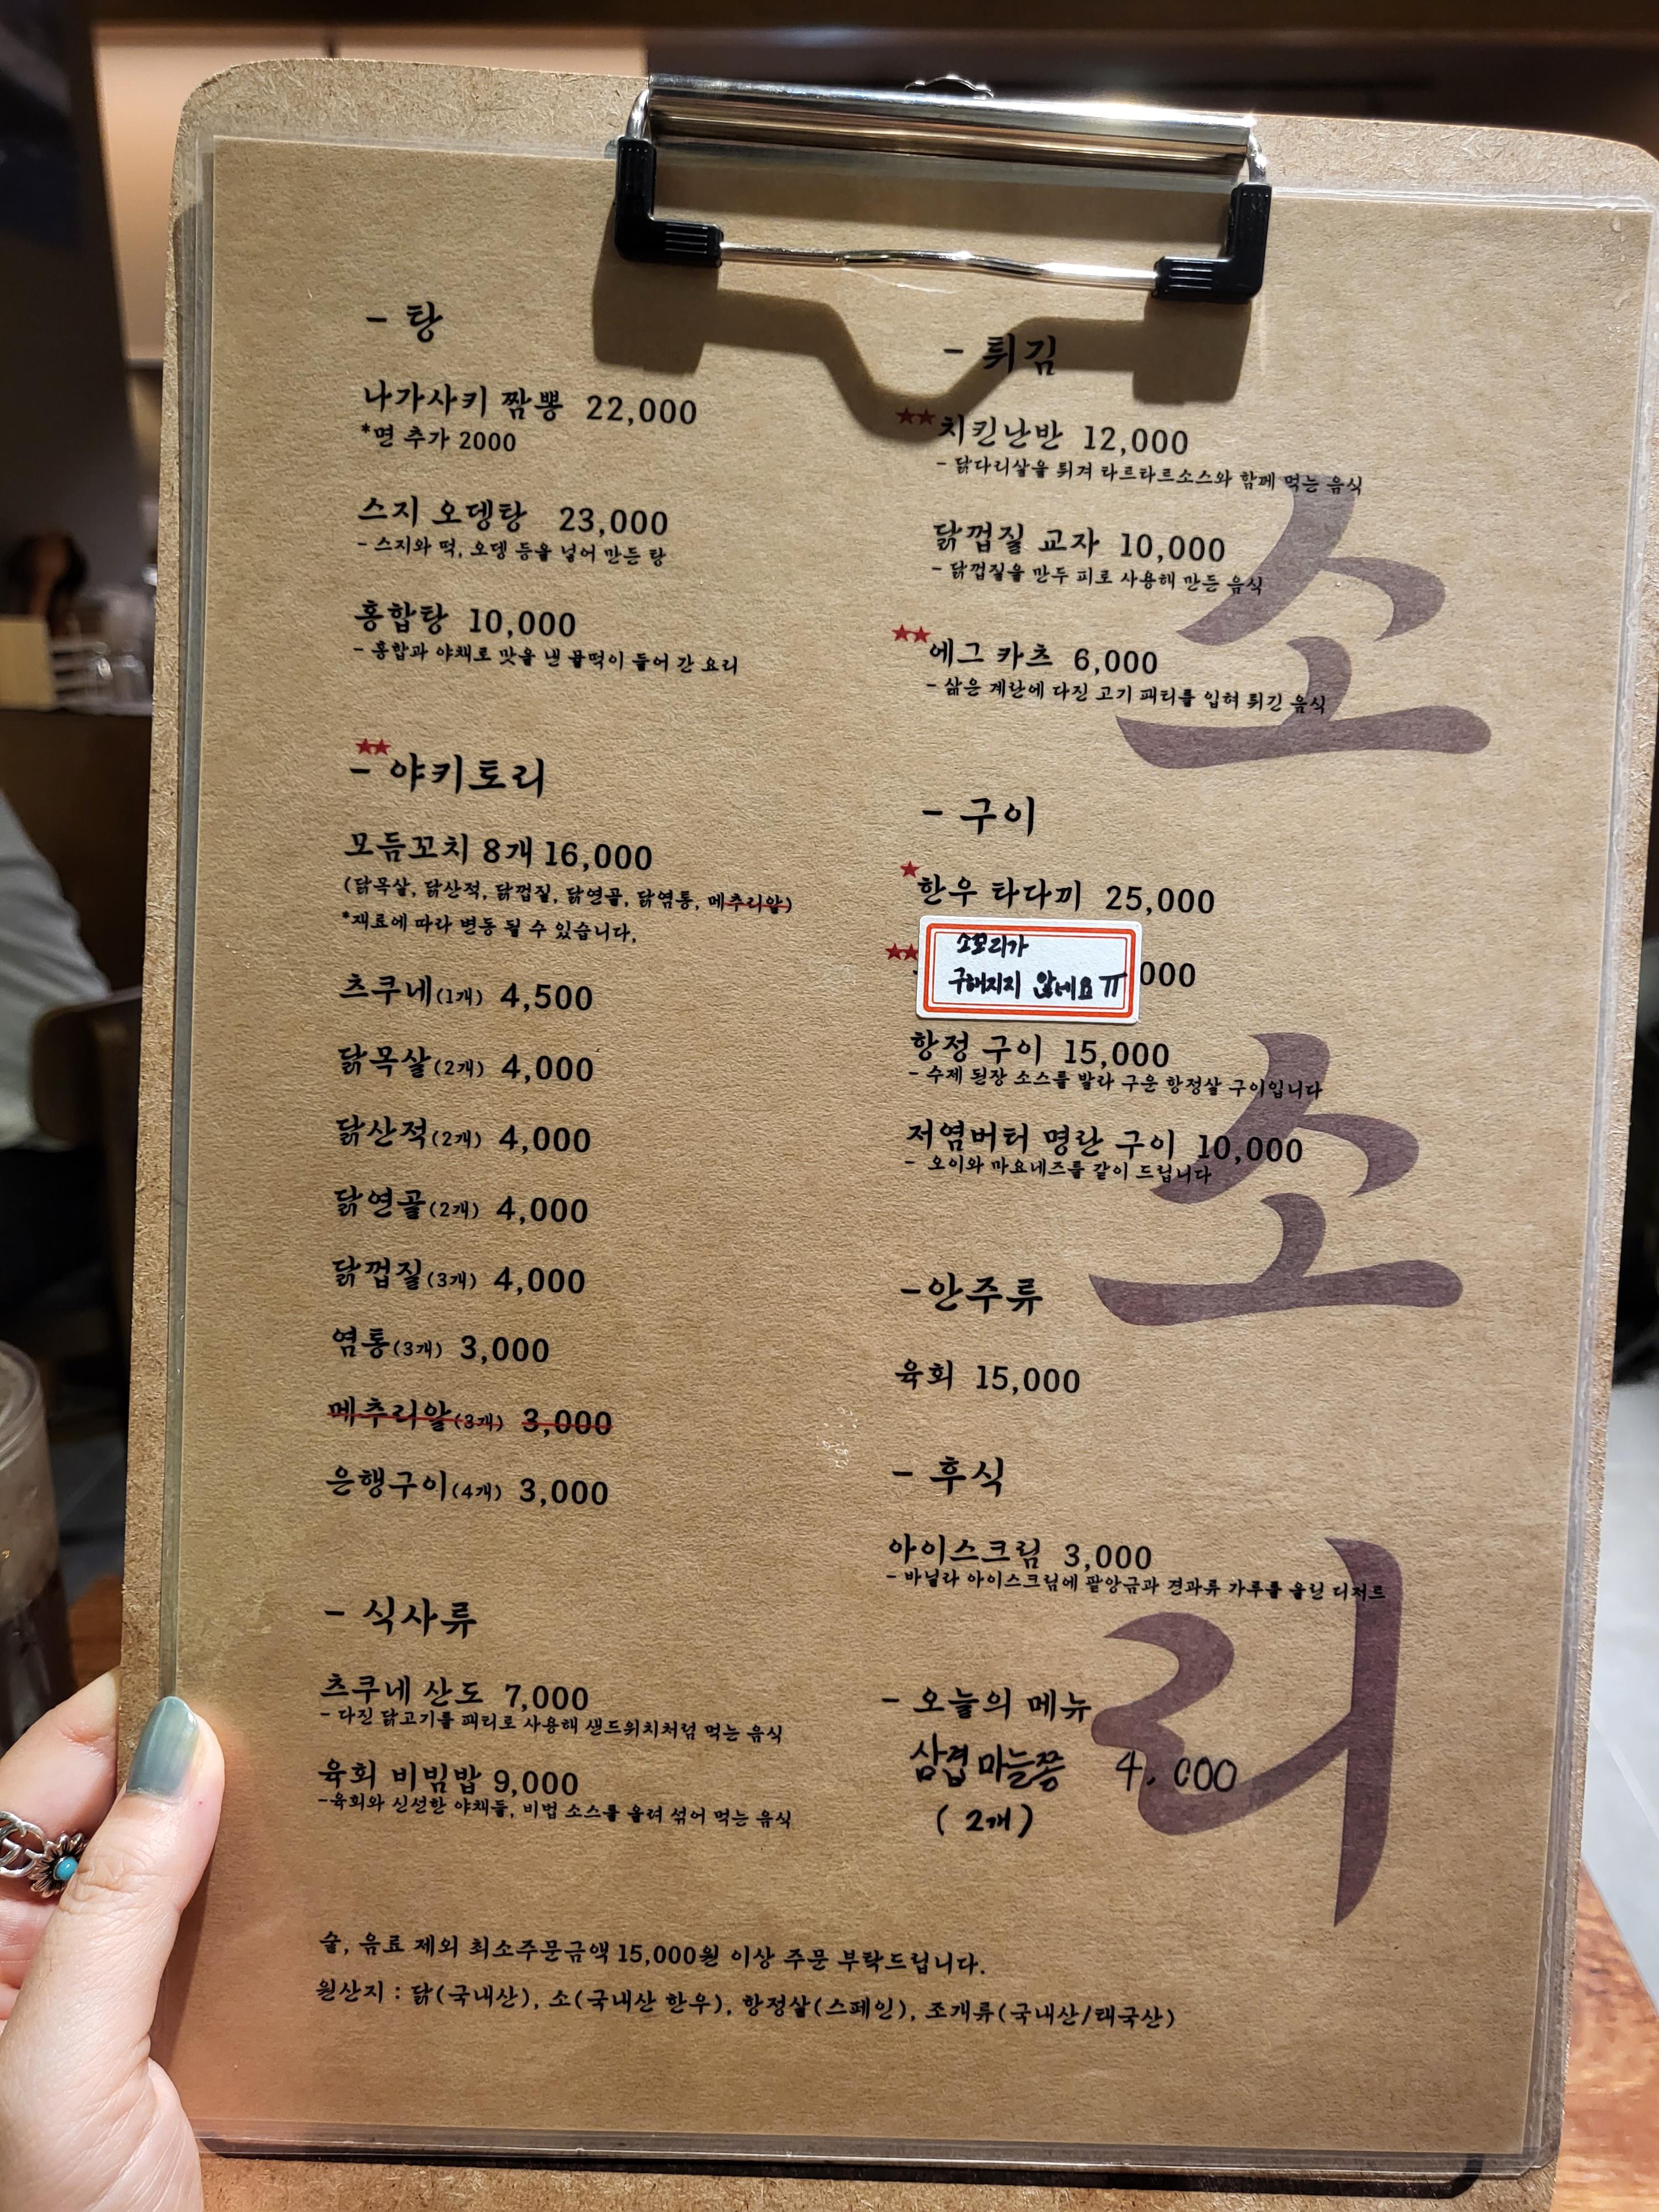 - 탕
나가사키 짬뽕 22,000
*면 추가 2000
스지 오뎅탕 23,000
- 스지와 떡, 오뎅 등을 넣어 만든 탕
홍합탕 10,000
- 홍합과 야채로 맛을 낸 물떡이 들어 간 요리
★★
- 야키토리
모듬꼬치 8개 16,000
(닭목살, 닭산적, 닭껍질, 닭연골, 닭염통, 메추리알)
*재료에 따라 변동 될 수 있습니다.
츠쿠네(1개) 4,500
닭목살(2개) 4,000
닭산적(2개) 4,000
닭연골(2개) 4,000
닭껍질(3개) 4,000
염통(3개) 3,000
메추리알(3개) 3,000
은행구이(4개) 3,000
- 식사류
츠쿠네 산도 7,000
- 다진 닭고기를 패티로 사용해 샌드위치처럼 먹는 음식
육회 비빔밥 9,000
-육회와 신선한 야채들, 비법 소스를 올려 섞어 먹는 음식
- 튀김
★★치킨난반 12,000
- 닭다리살을 튀겨 타르타르소스와 함께 먹는 음식
닭껍질 교자 10,000
- 닭껍질을 만두 피로 사용해 만든 음식
★★에그 카츠 6,000
- 삶은 계란에 다진 고기 패티를 입혀 튀긴 음식
- 구이
★한우 타다끼 25,000
★★ 000
소꼬리가
구해지지 않네요 ㅠ
항정 구이 15,000
- 수제 된장 소스를 발라 구운 항정살 구이입니다
저염버터 명란 구이 10,000
- 오이와 마요네즈를 같이 드립니다
-안주류
육회 15,000
- 후식
아이스크림 3,000
- 바닐라 아이스크림에 팥앙금과 견과류 가루를 올린 디저트
- 오늘의 메뉴
삼겹마늘쫑 4,000
(2개)
소
소
리
술, 음료 제외 최소주문금액 15,000원 이상 주문 부탁드립니다.
원산지 : 닭(국내산), 소(국내산 한우), 항정살(스페인), 조개류(국내산/태국산)